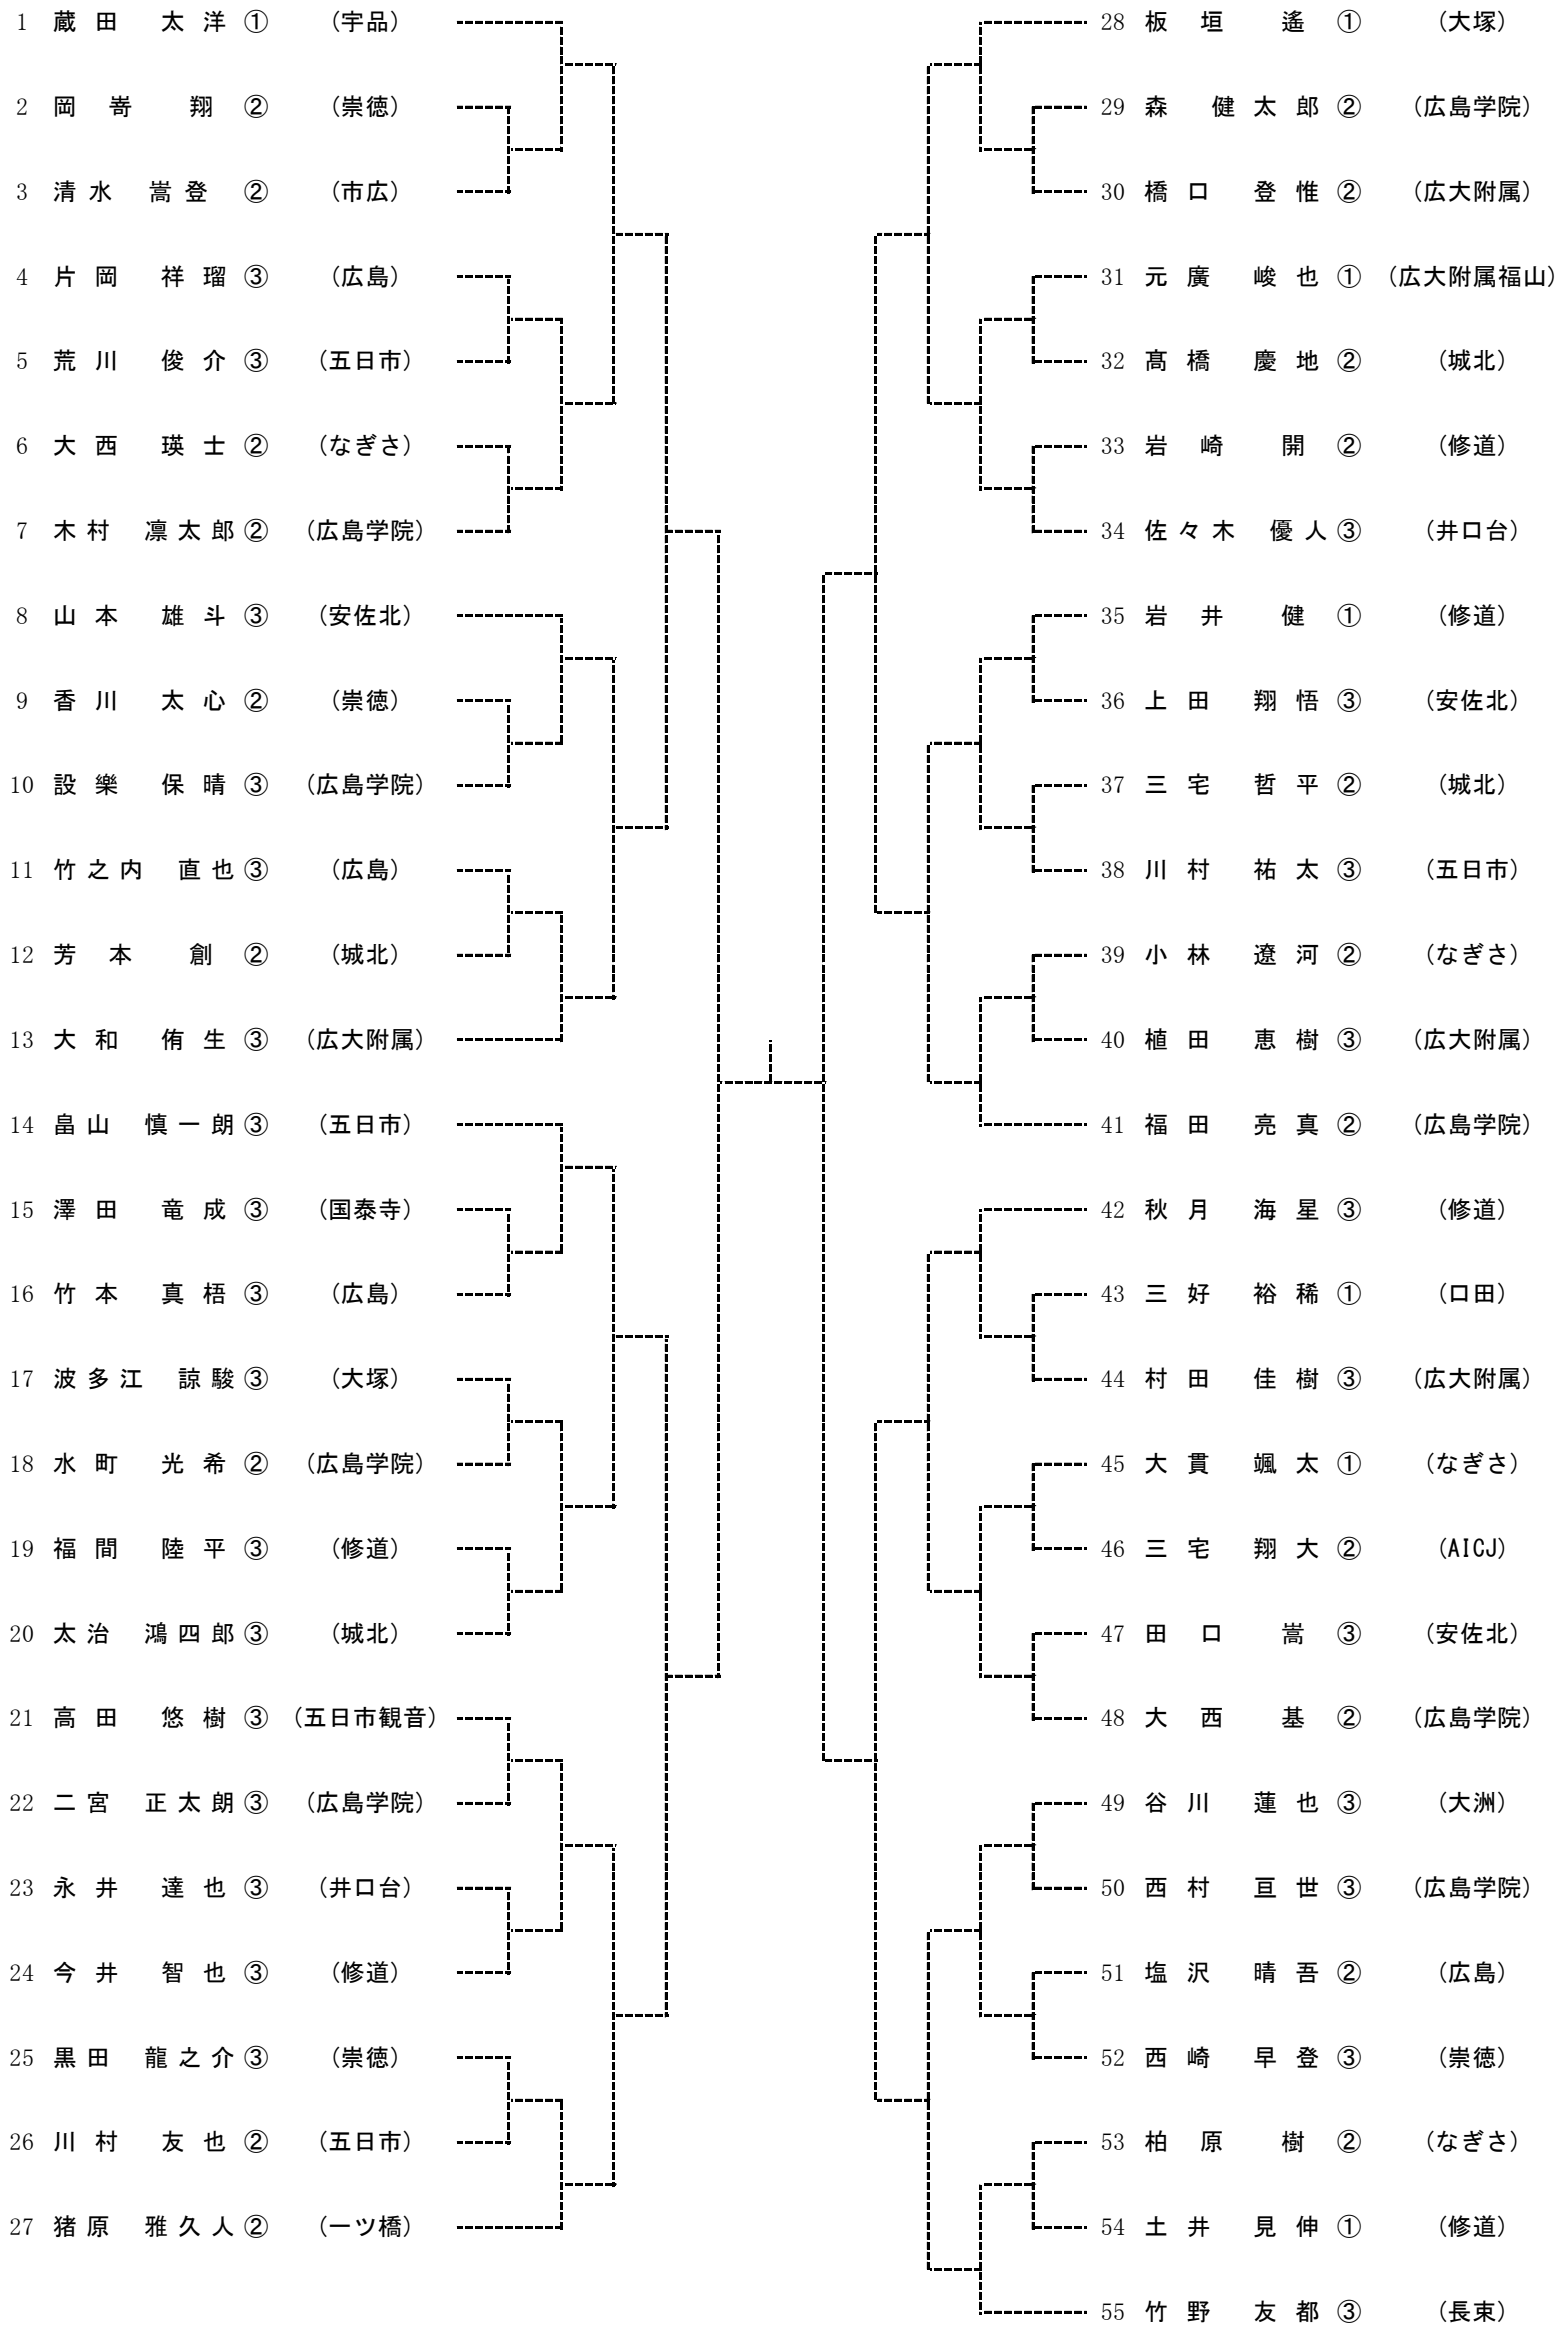 1 蔵田 太洋 ① (宇品)
2 岡嵜 翔 ② (崇徳)
3 清水 嵩登 ② (市広)
4 片岡 祥瑠 ③ (広島)
5 荒川 俊介 ③ (五日市)
6 大西 瑛士 ② (なぎさ)
7 木村 凛太郎 ② (広島学院)
8 山本 雄斗 ③ (安佐北)
9 香川 太心 ② (崇徳)
10 設樂 保晴 ③ (広島学院)
11 竹之内 直也 ③ (広島)
12 芳本 創 ② (城北)
13 大和 侑生 ③ (広大附属)
14 畠山 慎一朗 ③ (五日市)
15 澤田 竜成 ③ (国泰寺)
16 竹本 真梧 ③ (広島)
17 波多江 諒駿 ③ (大塚)
18 水町 光希 ② (広島学院)
19 福間 陸平 ③ (修道)
20 太治 鴻四郎 ③ (城北)
21 高田 悠樹 ③ (五日市観音)
22 二宮 正太朗 ③ (広島学院)
23 永井 達也 ③ (井口台)
24 今井 智也 ③ (修道)
25 黒田 龍之介 ③ (崇徳)
26 川村 友也 ② (五日市)
27 猪原 雅久人 ② (一ツ橋)
28 板垣 遙 ① (大塚)
29 森 健太郎 ② (広島学院)
30 橋口 登惟 ② (広大附属)
31 元廣 峻也 ① (広大附属福山)
32 髙橋 慶地 ② (城北)
33 岩崎 開 ② (修道)
34 佐々木 優人 ③ (井口台)
35 岩井 健 ① (修道)
36 上田 翔悟 ③ (安佐北)
37 三宅 哲平 ② (城北)
38 川村 祐太 ③ (五日市)
39 小林 遼河 ② (なぎさ)
40 植田 恵樹 ③ (広大附属)
41 福田 亮真 ② (広島学院)
42 秋月 海星 ③ (修道)
43 三好 裕稀 ① (口田)
44 村田 佳樹 ③ (広大附属)
45 大貫 颯太 ① (なぎさ)
46 三宅 翔大 ② (AICJ)
47 田口 嵩 ③ (安佐北)
48 大西 基 ② (広島学院)
49 谷川 蓮也 ③ (大洲)
50 西村 亘世 ③ (広島学院)
51 塩沢 晴吾 ② (広島)
52 西崎 早登 ③ (崇徳)
53 柏原 樹 ② (なぎさ)
54 土井 見伸 ① (修道)
55 竹野 友都 ③ (長束)